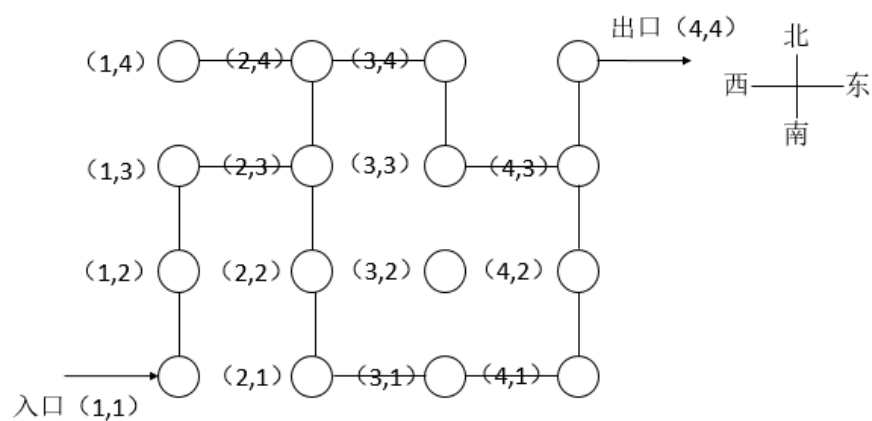 出口（4,4）
北
（1,4） （2,4） （3,4）
西 东
南
（1,3） （2,3） （3,3） （4,3）
（1,2） （2,2） （3,2） （4,2）
（2,1） （3,1） （4,1）
入口（1,1）